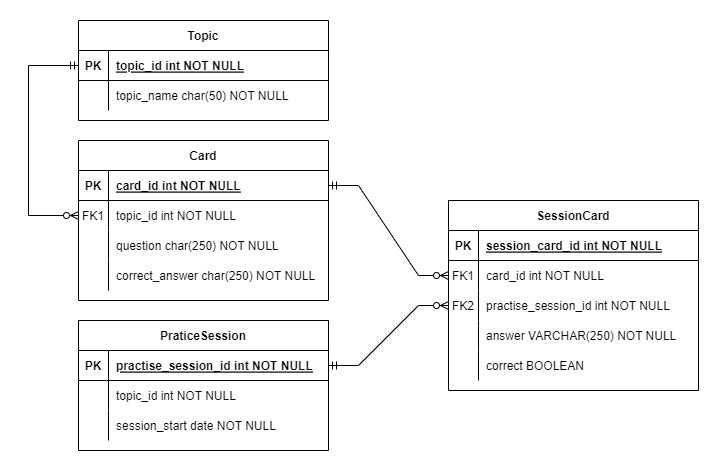 Topic
PK topic_id int NOT NULL
topic_name char(50) NOT NULL
Card
PK card_id int NOT NULL
FK1 topic_id int NOT NULL
question char(250) NOT NULL
correct_answer char(250) NOT NULL
PraticeSession
PK practise_session_id int NOT NULL
topic_id int NOT NULL
session_start date NOT NULL
SessionCard
PK session_card_id int NOT NULL
FK1 card_id int NOT NULL
FK2 practise_session_id int NOT NULL
answer VARCHAR(250) NOT NULL
correct BOOLEAN